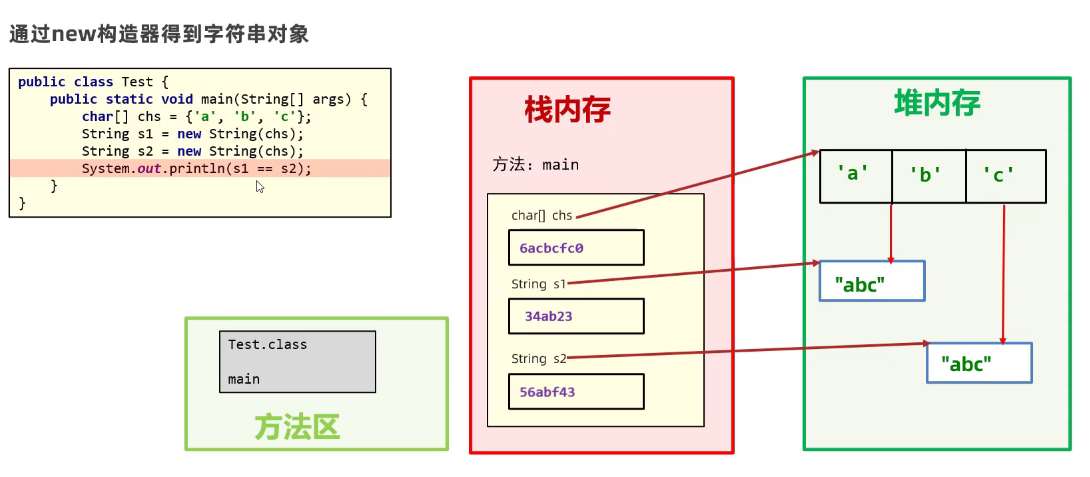 通过new构造器得到字符串对象
public class Test {
public static void main(String[] args) {
char[] chs = {'a', 'b', 'c'};
String s1 = new String(chs);
String s2 = new String(chs);
System.out.println(s1 == s2);
}
}
栈内存
方法：main
char[] chs
6acbcfc0
String s1
34ab23
String s2
56abf43
堆内存
'a' 'b' 'c'
"abc"
"abc"
Test.class
main
方法区